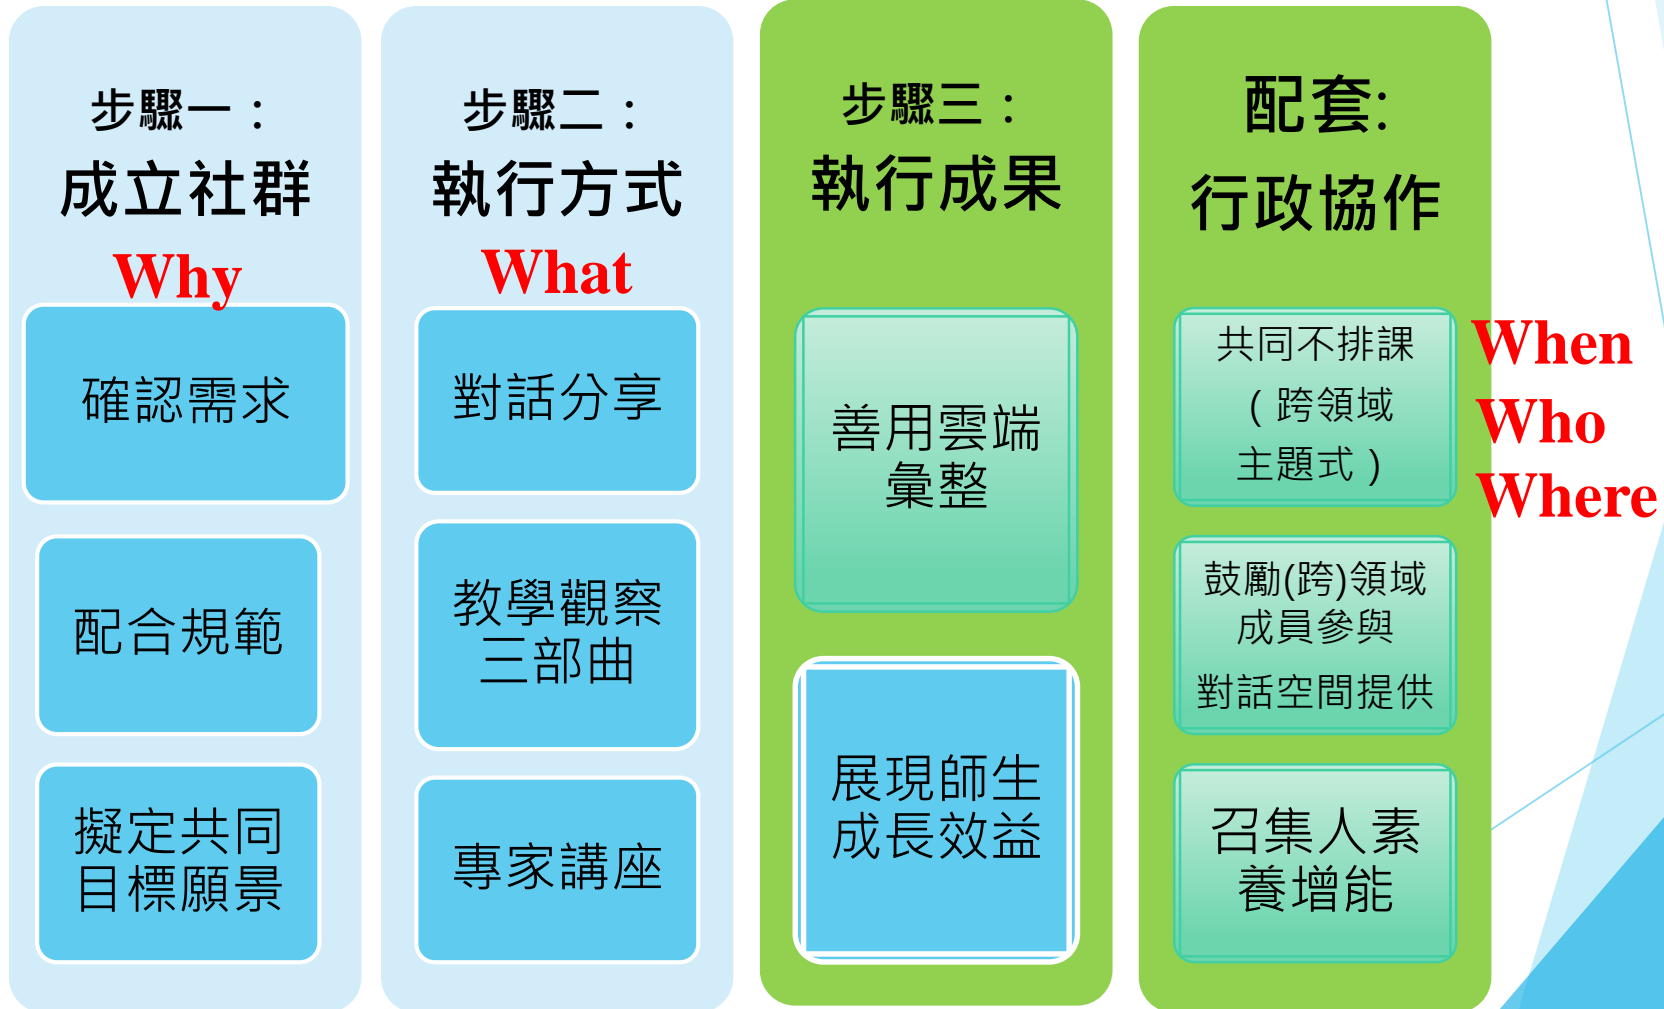 步驟一：
成立社群
Why
確認需求
配合規範
擬定共同
目標願景
步驟二：
執行方式
What
對話分享
教學觀察
三部曲
專家講座
步驟三：
執行成果
善用雲端
彙整
展現師生
成長效益
配套:
行政協作
共同不排課
( 跨領域
主題式 )
鼓勵(跨)領域
成員參與
對話空間提供
召集人素
養增能
When
Who
Where